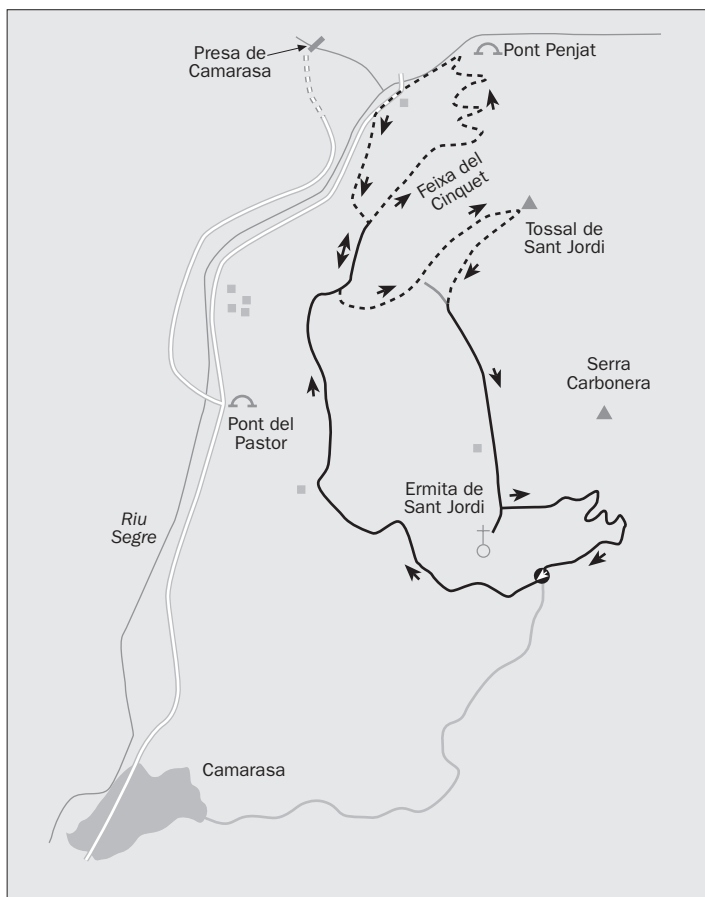 Presa de
Camarasa
Pont Penjat
Feixa del
Cinquet
Tossal de
Sant Jordi
Serra
Carbonera
Pont del
Pastor
Ermita de
Sant Jordi
Riu
Segre
Camarasa